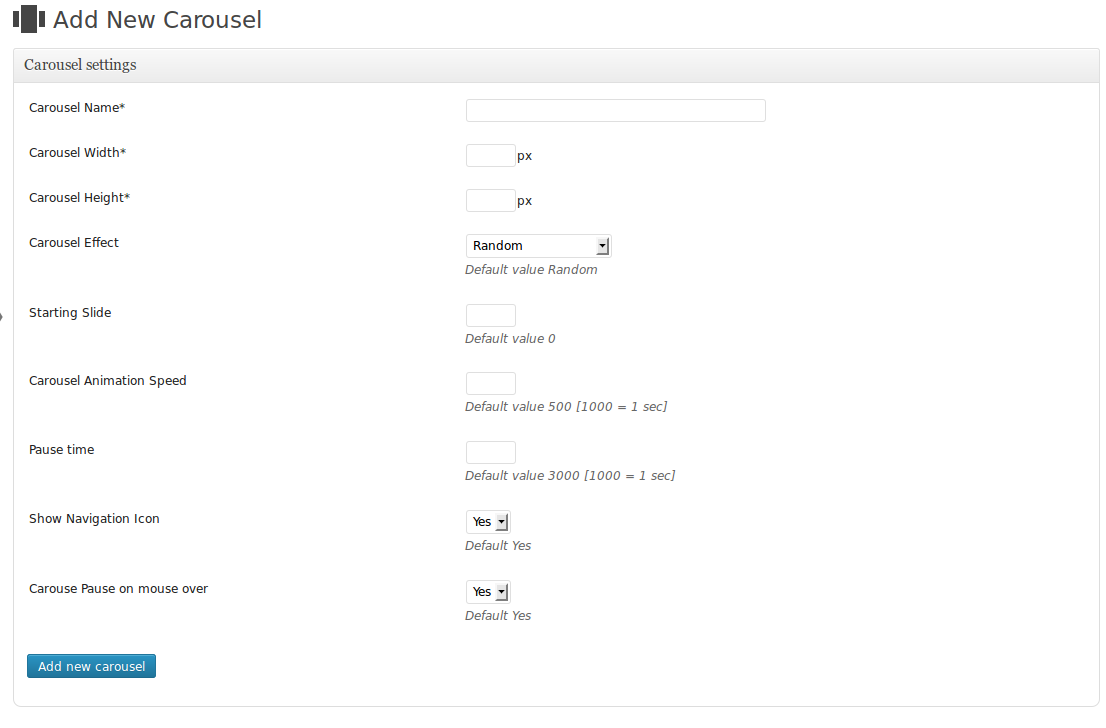 Add New Carousel
Carousel settings
Carousel Name*
Carousel Width*
px
Carousel Height*
px
Carousel Effect
Random
Default value Random
Starting Slide
Default value 0
Carousel Animation Speed
Default value 500 [1000 = 1 sec]
Pause time
Default value 3000 [1000 = 1 sec]
Show Navigation Icon
Yes
Default Yes
Carouse Pause on mouse over
Yes
Default Yes
Add new carousel